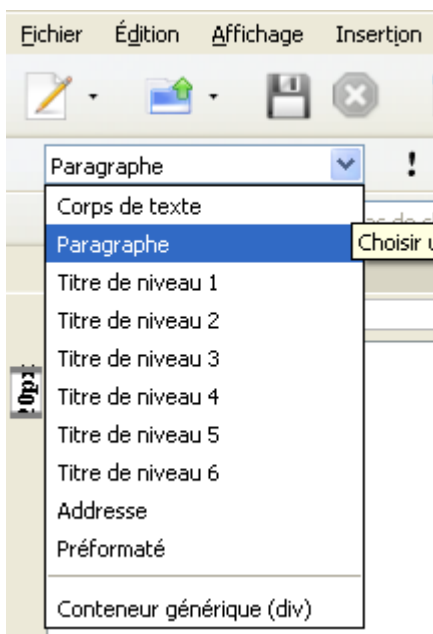 Fichier Édition Affichage Insertion
Paragraphe !
Corps de texte
Paragraphe
Choisir
Titre de niveau 1
Titre de niveau 2
Titre de niveau 3
Titre de niveau 4
Titre de niveau 5
Titre de niveau 6
Addresse
Préformaté
Conteneur générique (div)